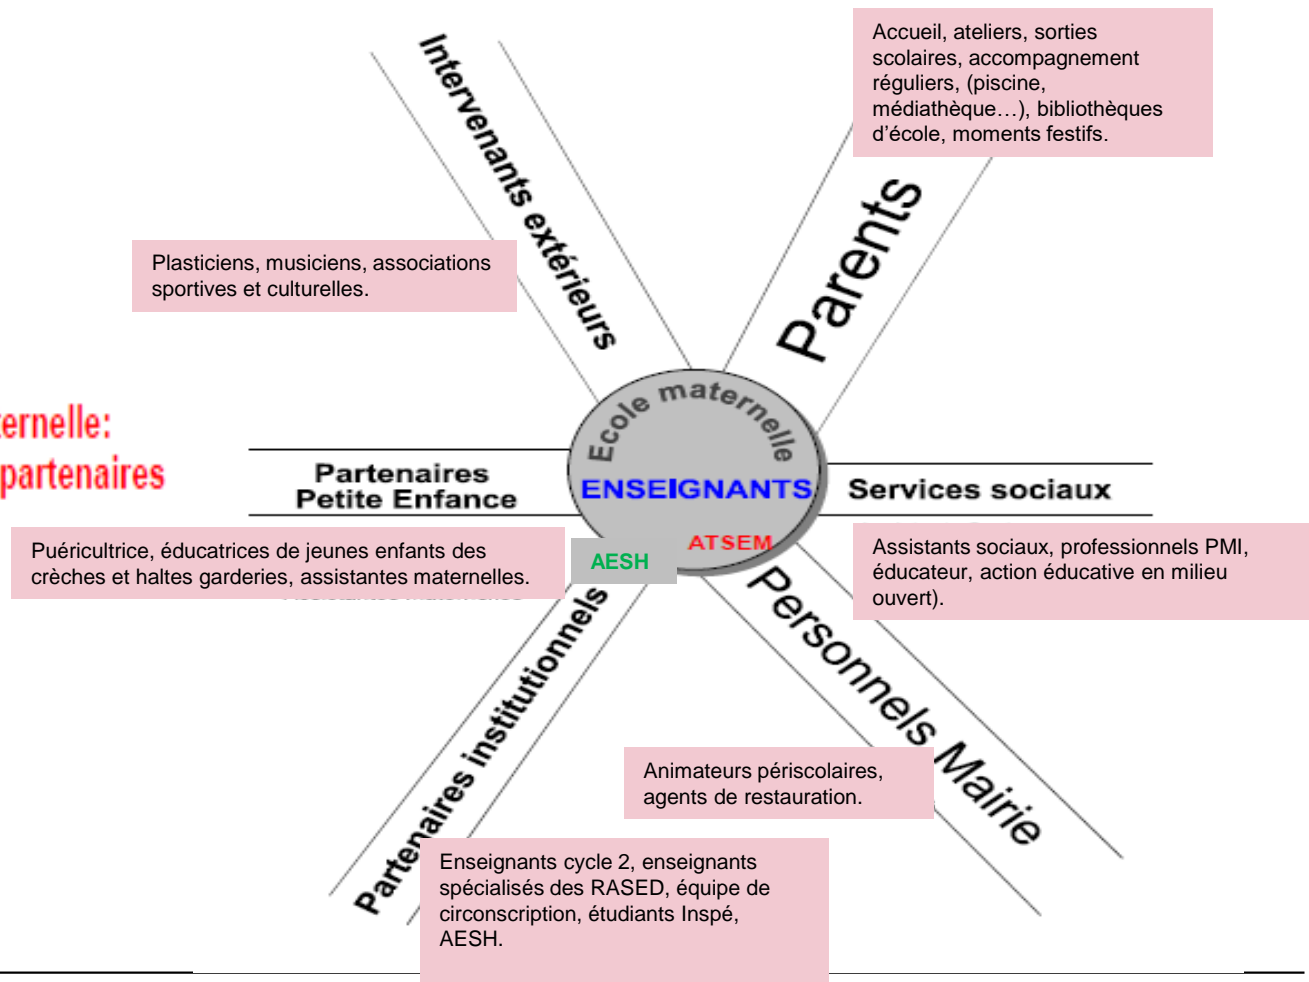 Accueil, ateliers, sorties
scolaires, accompagnement
réguliers, (piscine,
médiathèque…), bibliothèques
d’école, moments festifs.
Intervenants extérieurs
Parents
Plasticiens, musiciens, associations
sportives et culturelles.
Ecole maternelle
ENSEIGNANTS
ATSEM
AESH
ternelle:
partenaires
Partenaires
Petite Enfance
Services sociaux
Puéricultrice, éducatrices de jeunes enfants des
crèches et haltes garderies, assistantes maternelles.
Assistants sociaux, professionnels PMI,
éducateur, action éducative en milieu
ouvert).
Partenaires institutionnels
Personnels Mairie
Animateurs périscolaires,
agents de restauration.
Enseignants cycle 2, enseignants
spécialisés des RASED, équipe de
circonscription, étudiants Inspé,
AESH.